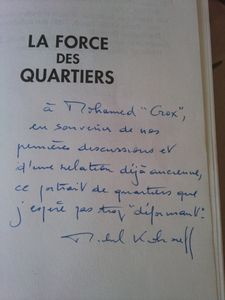 LA FORCE
DES
QUARTIERS
à Mohamed "Crox",
en souvenir de nos
premières discussions et
d'une relation déjà ancienne,
ce portrait de quartiers que
j'espère pas trop "déformant".
Michel Kokoreff